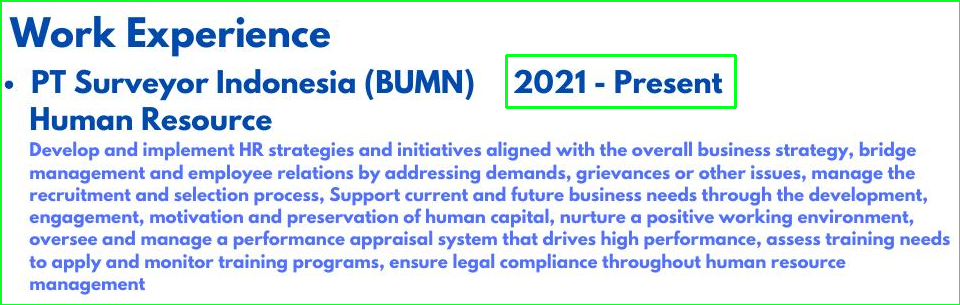 Work Experience
• PT Surveyor Indonesia (BUMN) 2021 - Present
Human Resource
Develop and implement HR strategies and initiatives aligned with the overall business strategy, bridge
management and employee relations by addressing demands, grievances or other issues, manage the
recruitment and selection process, Support current and future business needs through the development,
engagement, motivation and preservation of human capital, nurture a positive working environment,
oversee and manage a performance appraisal system that drives high performance, assess training needs
to apply and monitor training programs, ensure legal compliance throughout human resource
management